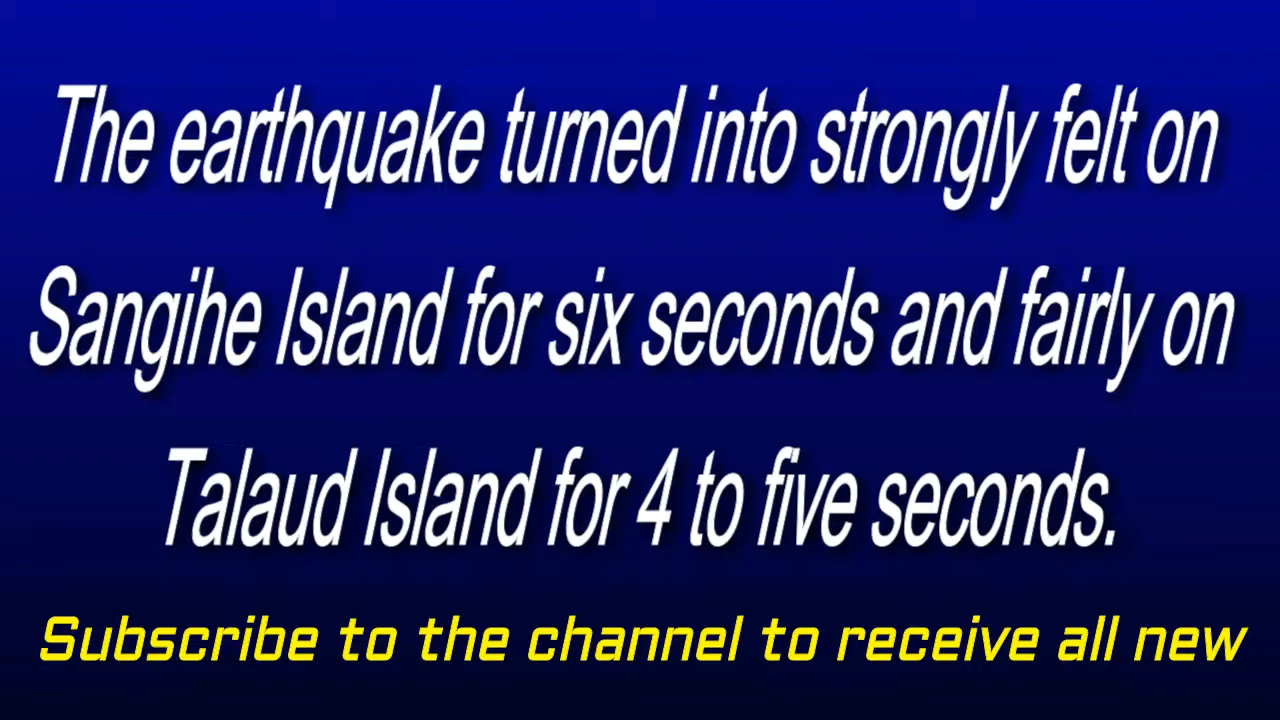 The earthquake turned into strongly felt on
Sangihe Island for six seconds and fairly on
Talaud Island for 4 to five seconds.
Subscribe to the channel to receive all new